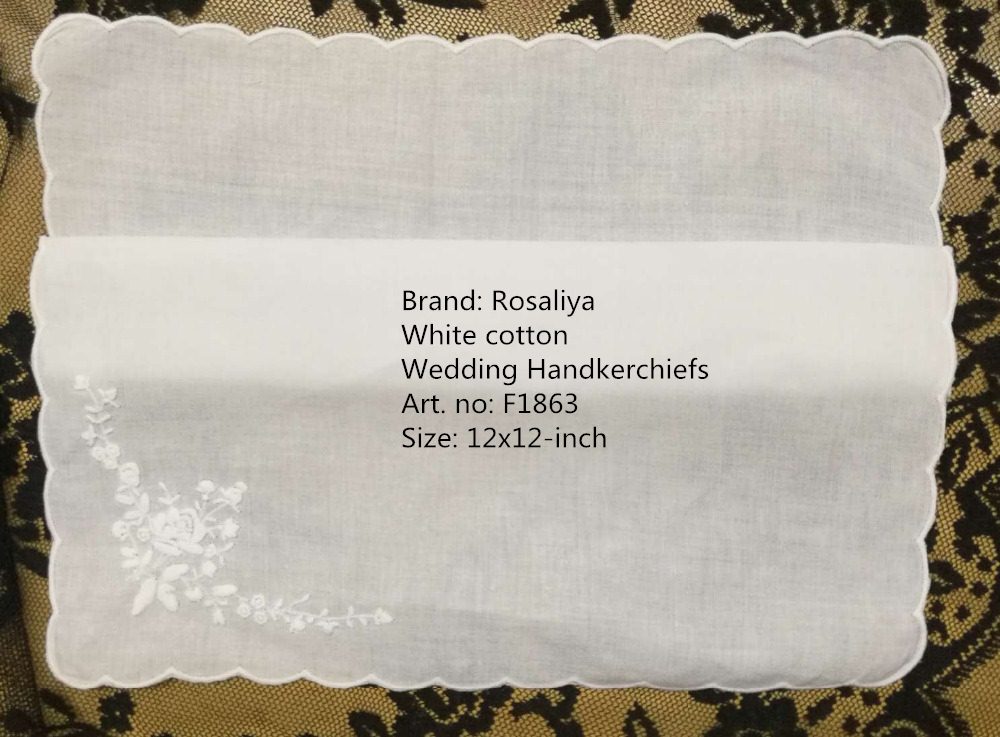 Brand: Rosaliya
White cotton
Wedding Handkerchiefs
Art. no: F1863
Size: 12x12-inch